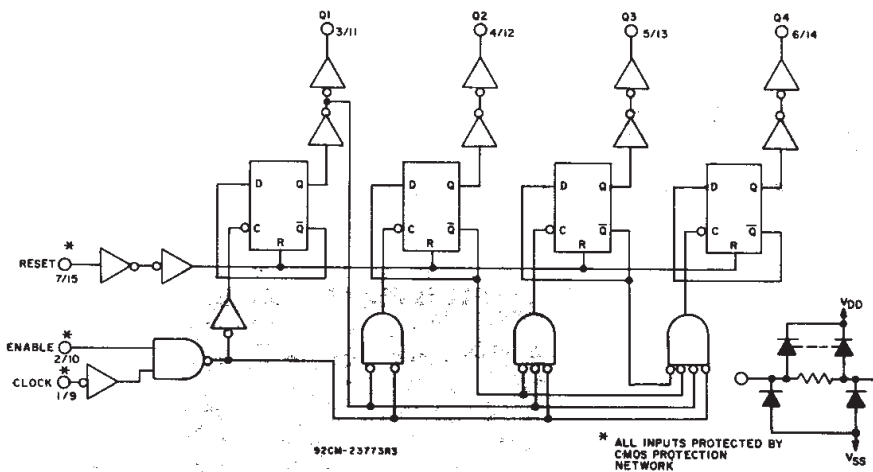 Q1
3/11
Q2
4/12
Q3
5/13
Q4
6/14
D Q
C Q̅
R
D Q
C Q̅
R
D Q
C Q̅
R
D Q
C Q̅
R
*
RESET
7/15
*
ENABLE
2/10
*
CLOCK
1/9
VDD
VSS
92CM-23773R3
* ALL INPUTS PROTECTED BY
CMOS PROTECTION
NETWORK